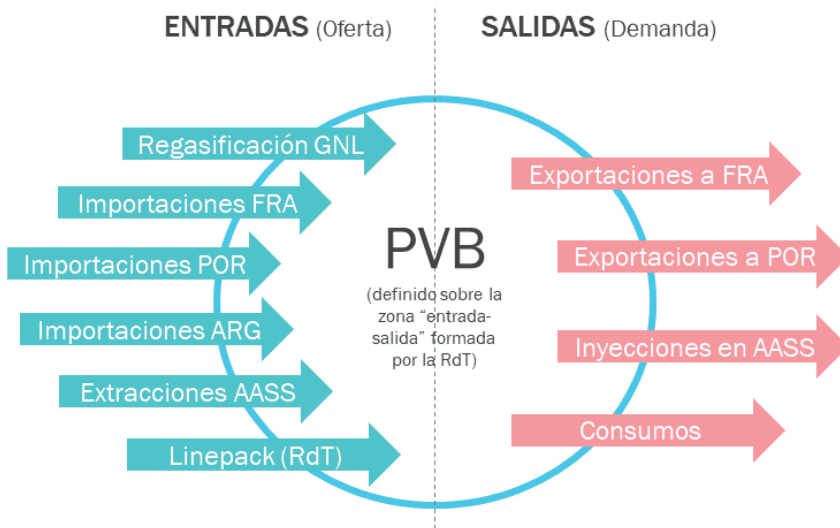 ENTRADAS (Oferta)
SALIDAS (Demanda)
Regasificación GNL
Importaciones FRA
Importaciones POR
Importaciones ARG
Extracciones AASS
Linepack (RdT)
PVB
(definido sobre la
zona “entrada-
salida” formada
por la RdT)
Exportaciones a FRA
Exportaciones a POR
Inyecciones en AASS
Consumos